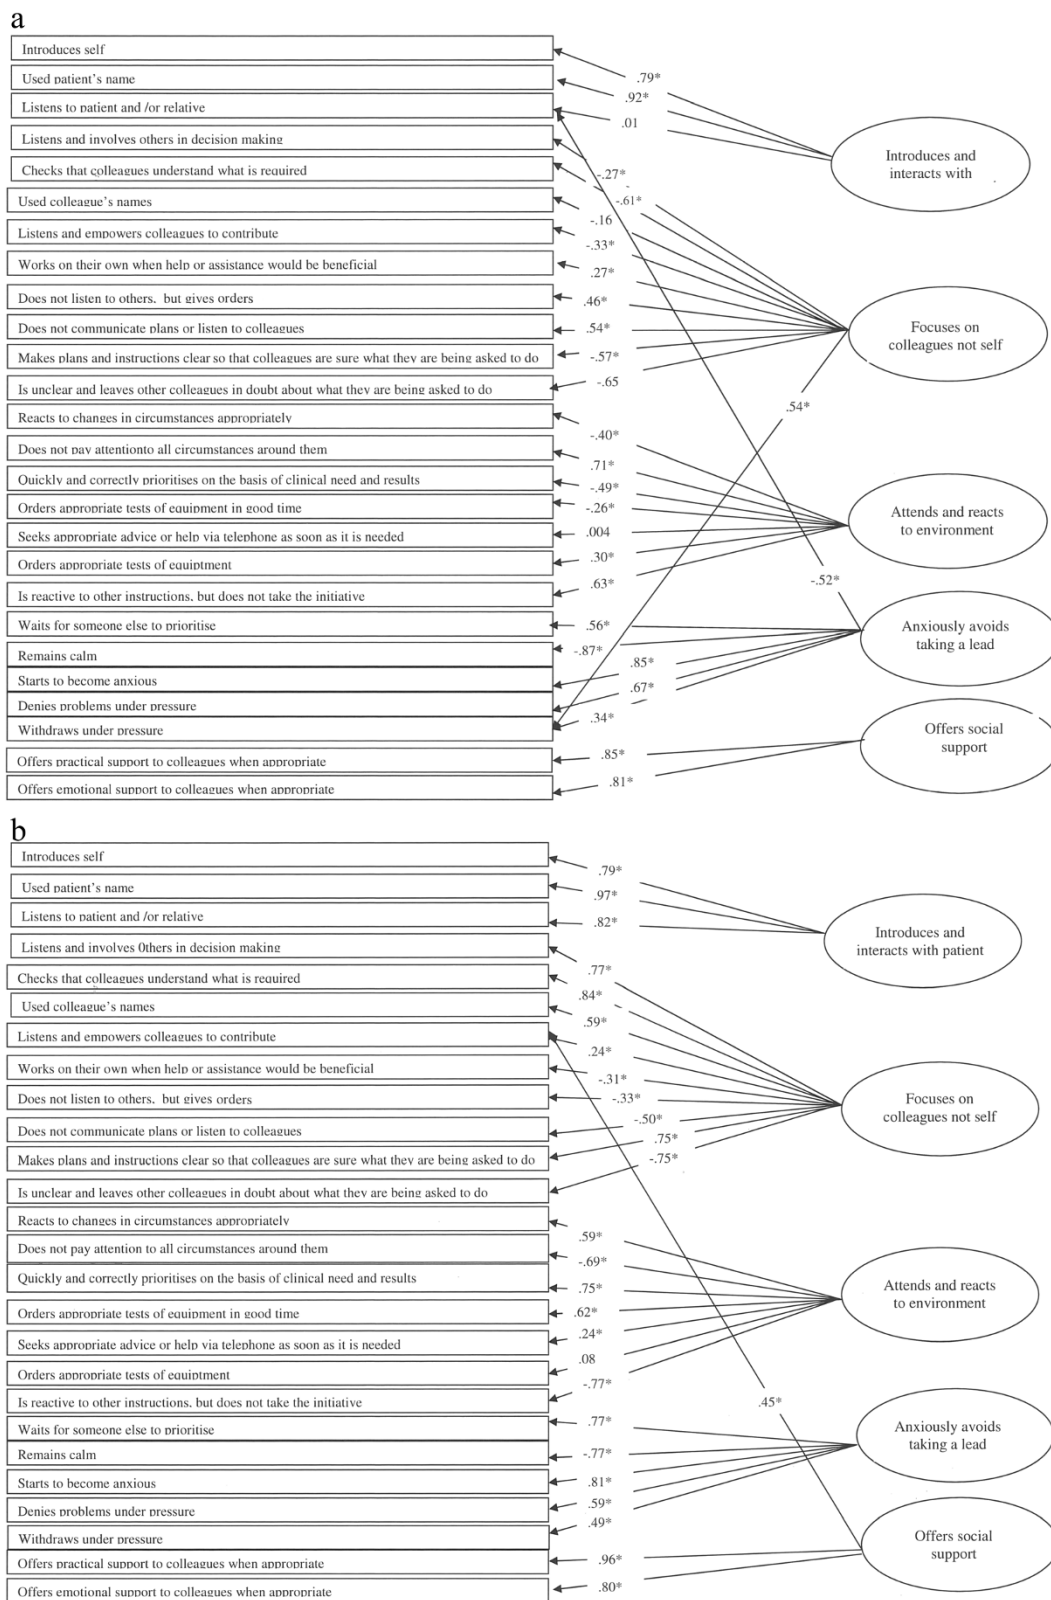 a
Introduces self
Used patient's name
Listens to patient and /or relative
Listens and involves others in decision making
Checks that colleagues understand what is required
Used colleague's names
Listens and empowers colleagues to contribute
Works on their own when help or assistance would be beneficial
Does not listen to others. but gives orders
Does not communicate plans or listen to colleagues
Makes plans and instructions clear so that colleagues are sure what they are being asked to do
Is unclear and leaves other colleagues in doubt about what they are being asked to do
Reacts to changes in circumstances appropriately
Does not pay attentionto all circumstances around them
Quickly and correctly prioritises on the basis of clinical need and results
Orders appropriate tests of equipment in good time
Seeks appropriate advice or help via telephone as soon as it is needed
Orders appropriate tests of equiptment
Is reactive to other instructions. but does not take the initiative
Waits for someone else to prioritise
Remains calm
Starts to become anxious
Denies problems under pressure
Withdraws under pressure
Offers practical support to colleagues when appropriate
Offers emotional support to colleagues when appropriate
.79*
.92*
.01
-.27*
-.61*
-.16
-.33*
.27*
.46*
.54*
-.57*
-.65
.54*
-.40*
.71*
-.49*
-.26*
.004
.30*
.63*
-.52*
.56*
-.87*
.85*
.67*
.34*
.85*
.81*
Introduces and
interacts with
Focuses on
colleagues not self
Attends and reacts
to environment
Anxiously avoids
taking a lead
Offers social
support
b
Introduces self
Used patient's name
Listens to patient and /or relative
Listens and involves 0thers in decision making
Checks that colleagues understand what is required
Used colleague's names
Listens and empowers colleagues to contribute
Works on their own when help or assistance would be beneficial
Does not listen to others. but gives orders
Does not communicate plans or listen to colleagues
Makes plans and instructions clear so that colleagues are sure what they are being asked to do
Is unclear and leaves other colleagues in doubt about what they are being asked to do
Reacts to changes in circumstances appropriately
Does not pay attention to all circumstances around them
Quickly and correctly prioritises on the basis of clinical need and results
Orders appropriate tests of equipment in good time
Seeks appropriate advice or help via telephone as soon as it is needed
Orders appropriate tests of equiptment
Is reactive to other instructions. but does not take the initiative
Waits for someone else to prioritise
Remains calm
Starts to become anxious
Denies problems under pressure
Withdraws under pressure
Offers practical support to colleagues when appropriate
Offers emotional support to colleagues when appropriate
.79*
.97*
.82*
.77*
.84*
.59*
.24*
-.31*
-.33*
-.50*
.75*
-.75*
.59*
-.69*
.75*
.62*
.24*
.08
-.77*
.45*
.77*
-.77*
.81*
.59*
.49*
.96*
.80*
Introduces and
interacts with patient
Focuses on
colleagues not self
Attends and reacts
to environment
Anxiously avoids
taking a lead
Offers social
support